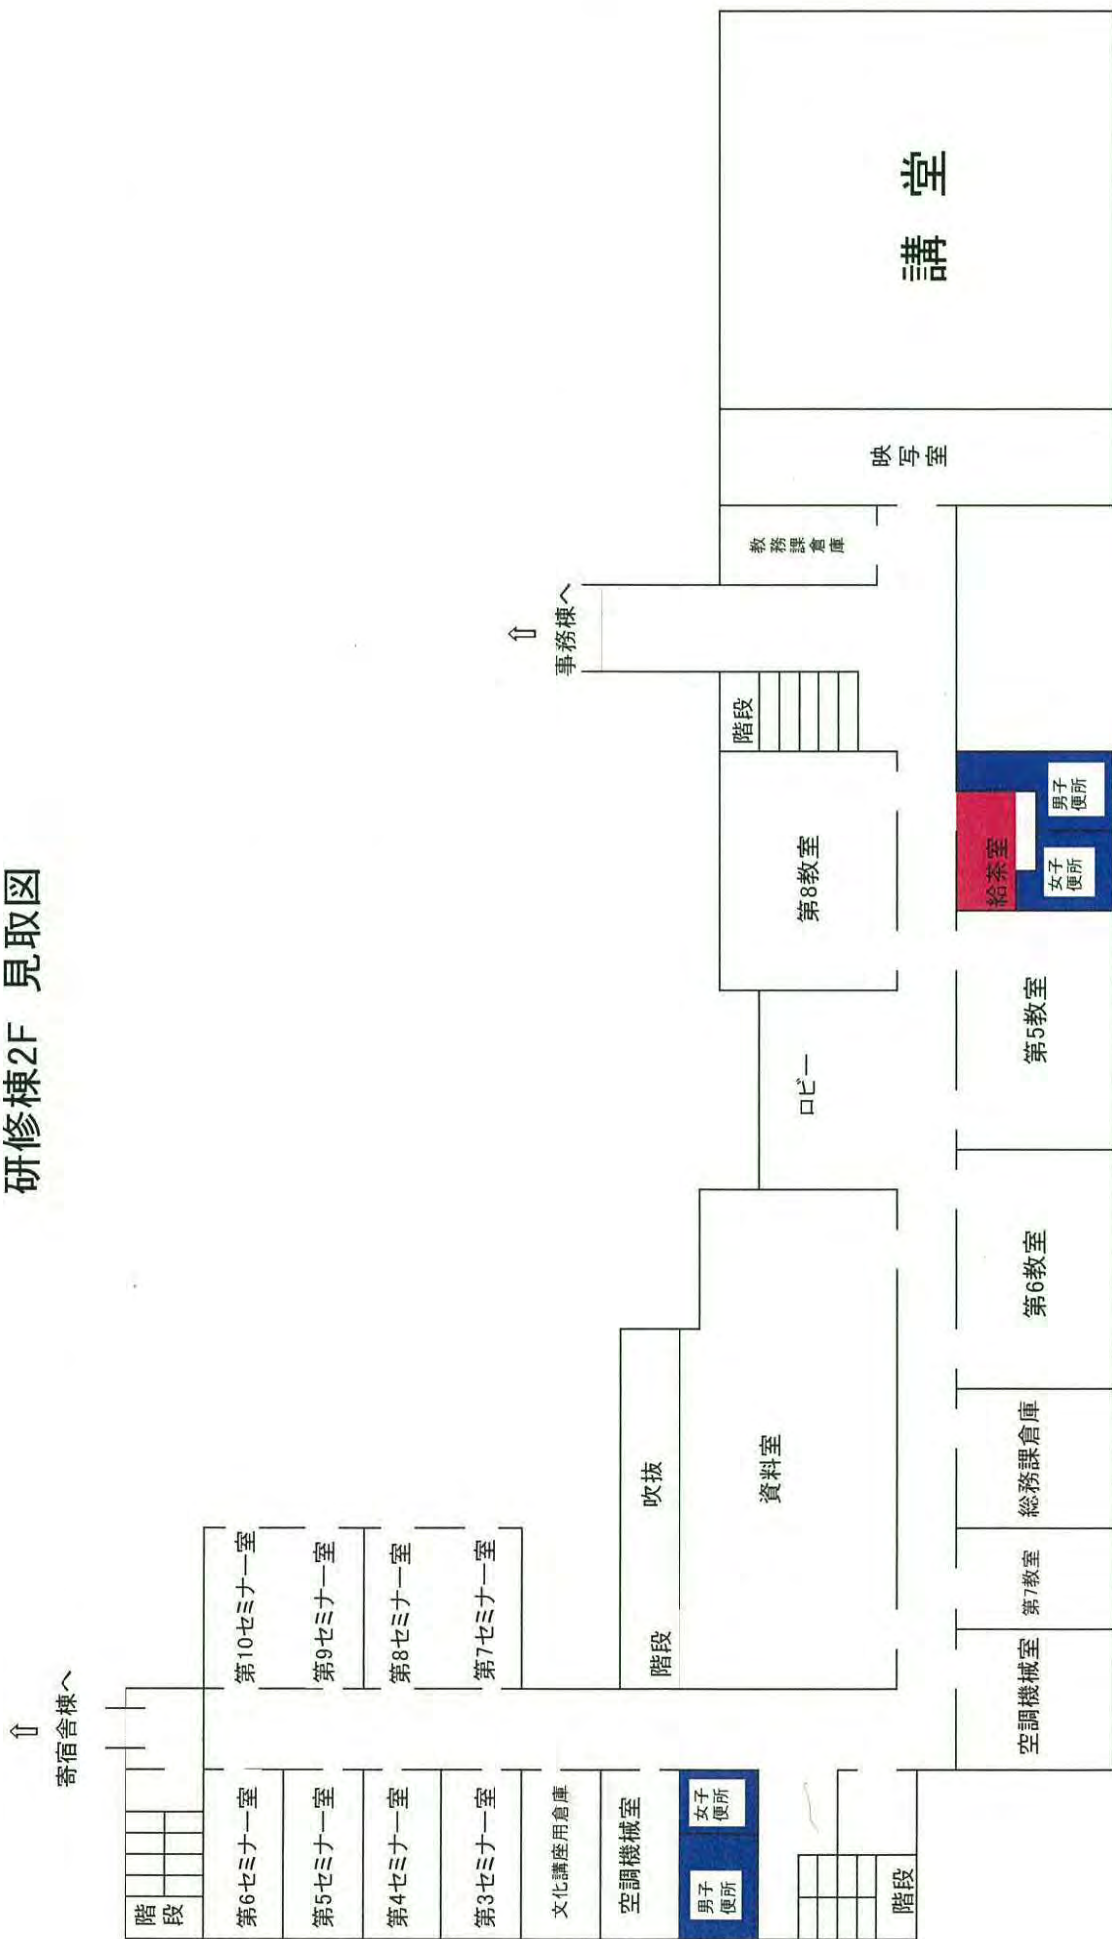 研修棟2F 見取図
⇧
寄宿舎棟へ
階段
第6セミナー室
第5セミナー室
第4セミナー室
第3セミナー室
文化講座用倉庫
空調機械室
男子
便所
女子
便所
階段
第10セミナー室
第9セミナー室
第8セミナー室
第7セミナー室
階段
吹抜
資料室
空調機械室
第7教室
総務課倉庫
第6教室
第5教室
ロビー
第8教室
給茶室
女子
便所
男子
便所
階段
⇧
事務棟へ
教務課倉庫
映写室
講堂